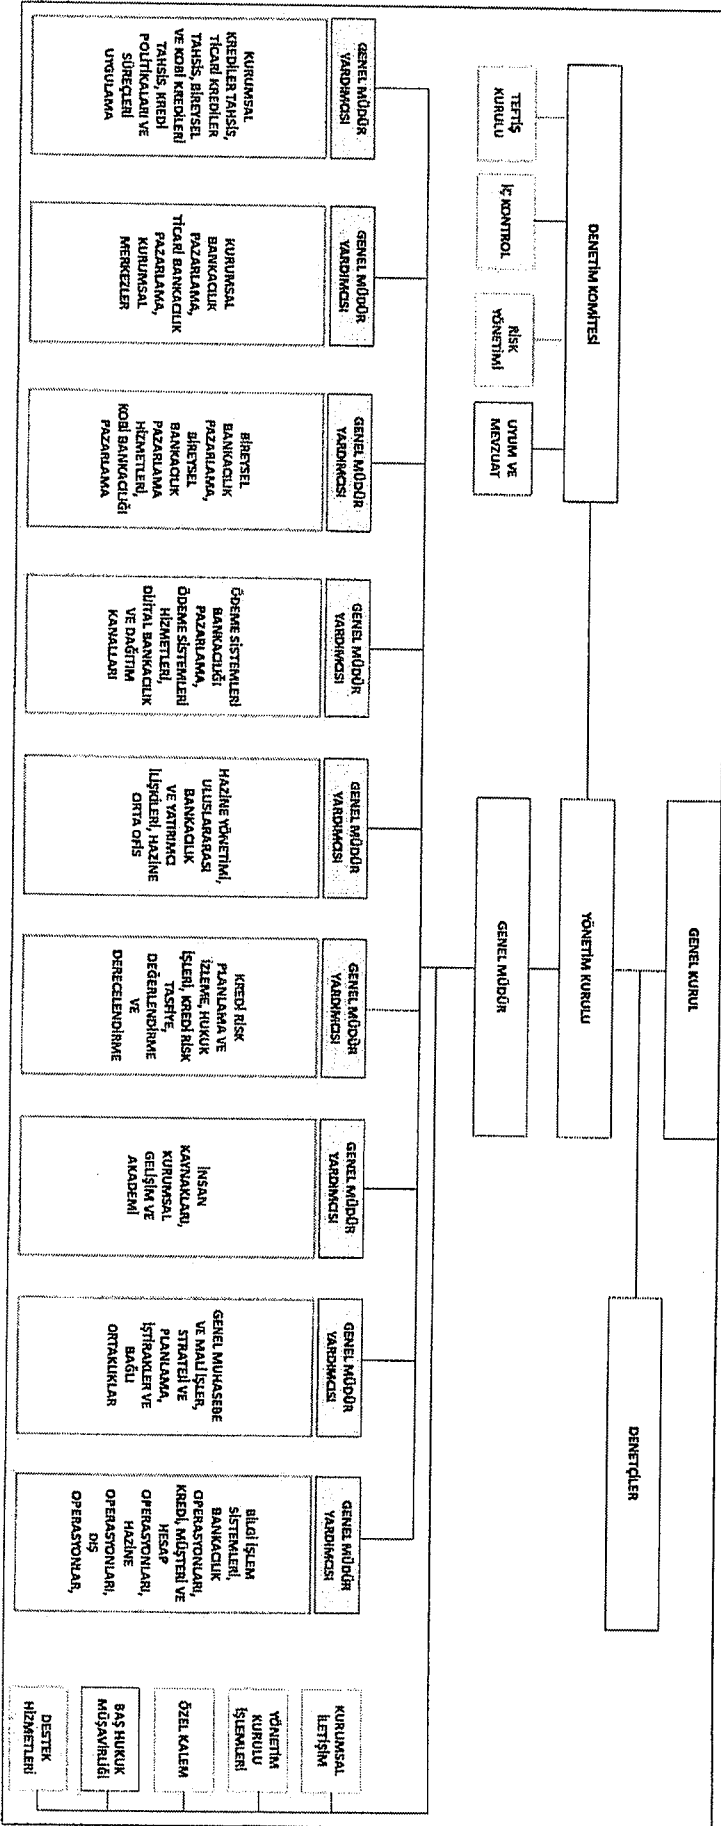 GENEL KURUL
DENETÇİLER
YÖNETİM KURULU
DENETİM KOMİTESİ
TEFTİŞ
KURULU
İÇ KONTROL
RİSK
YÖNETİMİ
UYUM VE
MEVZUAT
GENEL MÜDÜR
GENEL MÜDÜR
YARDIMCISI
KURUMSAL
KREDİLER TAHSİS,
TİCARİ KREDİLER
TAHSİS, BİREYSEL
VE KOBİ KREDİLERİ
TAHSİS, KREDİ
POLİTİKALARI VE
SÜREÇLERİ
UYGULAMA
GENEL MÜDÜR
YARDIMCISI
KURUMSAL
BANKACILIK
PAZARLAMA,
TİCARİ BANKACILIK
PAZARLAMA,
KURUMSAL
MERKEZLER
GENEL MÜDÜR
YARDIMCISI
BİREYSEL
BANKACILIK
PAZARLAMA,
BİREYSEL
BANKACILIK
PAZARLAMA
HİZMETLERİ,
KOBİ BANKACILIĞI
PAZARLAMA
GENEL MÜDÜR
YARDIMCISI
ÖDEME SİSTEMLERİ
BANKACILIĞI
PAZARLAMA,
ÖDEME SİSTEMLERİ
HİZMETLERİ,
DİJİTAL BANKACILIK
VE DAĞITIM
KANALLARI
GENEL MÜDÜR
YARDIMCISI
HAZİNE YÖNETİMİ,
ULUSLARARASI
BANKACILIK
VE YATIRIMCI
İLİŞKİLERİ, HAZİNE
ORTA OFİS
GENEL MÜDÜR
YARDIMCISI
KREDİ RİSK
PLANLAMA VE
İZLEME, HUKUK
İŞLERİ, KREDİ RİSK
TASFİYE,
DEĞERLENDİRME
VE
DERECELENDİRME
GENEL MÜDÜR
YARDIMCISI
İNSAN
KAYNAKLARI,
KURUMSAL
GELİŞİM VE
AKADEMİ
GENEL MÜDÜR
YARDIMCISI
GENEL MUHASEBE
VE MALİ İŞLER,
STRATEJİ VE
PLANLAMA,
İŞTİRAKLER VE
BAĞLI
ORTAKLIKLAR
GENEL MÜDÜR
YARDIMCISI
BİLGİ İŞLEM
SİSTEMLERİ,
BANKACILIK
OPERASYONLARI,
KREDİ, MÜŞTERİ VE
HESAP
OPERASYONLARI,
HAZİNE
OPERASYONLARI,
DIŞ
OPERASYONLAR,
KURUMSAL
İLETİŞİM
YÖNETİM
KURULU
İŞLEMLERİ
ÖZEL KALEM
BAŞ HUKUK
MÜŞAVİRLİĞİ
DESTEK
HİZMETLERİ